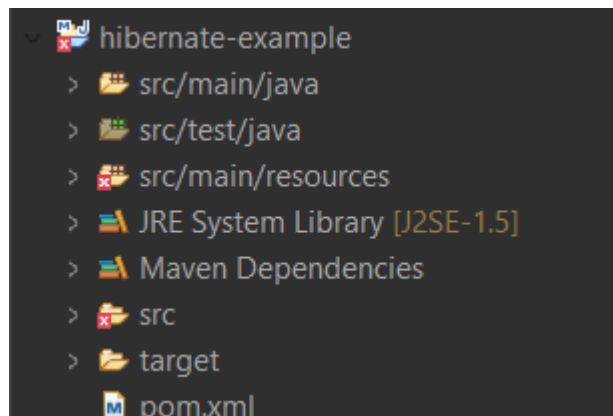 hibernate-example
src/main/java
src/test/java
src/main/resources
JRE System Library [J2SE-1.5]
Maven Dependencies
src
target
pom.xml